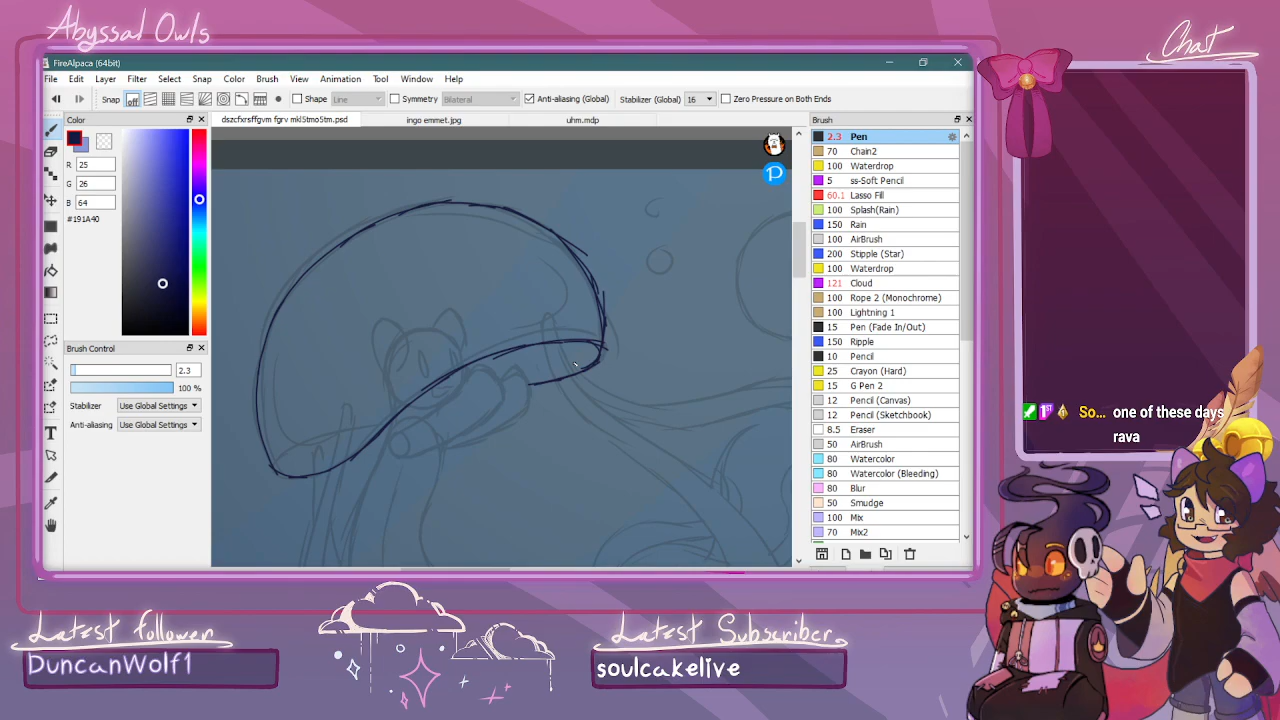 Abyssal Owls
Chat
FireAlpaca (64bit)
File Edit Layer Filter Select Snap Color Brush View Animation Tool Window Help
Snap off Shape Line Symmetry Bilateral Anti-aliasing (Global) Stabilizer (Global) 16 Zero Pressure on Both Ends
Color
dszcfxrsffgvm fgrv mkl5tmo5tm.psd
ingo emmet.jpg
uhm.mdp
R 25
G 26
B 64
#191A40
Brush Control
2.3
100 %
Stabilizer Use Global Settings
Anti-aliasing Use Global Settings
Brush
2.3 Pen
70 Chain2
100 Waterdrop
5 ss-Soft Pencil
60.1 Lasso Fill
100 Splash(Rain)
150 Rain
100 AirBrush
200 Stipple (Star)
100 Waterdrop
121 Cloud
100 Rope 2 (Monochrome)
100 Lightning 1
15 Pen (Fade In/Out)
150 Ripple
10 Pencil
25 Crayon (Hard)
15 G Pen 2
12 Pencil (Canvas)
12 Pencil (Sketchbook)
8.5 Eraser
50 AirBrush
80 Watercolor
80 Watercolor (Bleeding)
80 Blur
50 Smudge
100 Mix
70 Mix2
1ST So... one of these days
rava
Latest follower
DuncanWolf1
Latest Subscriber
soulcakelive